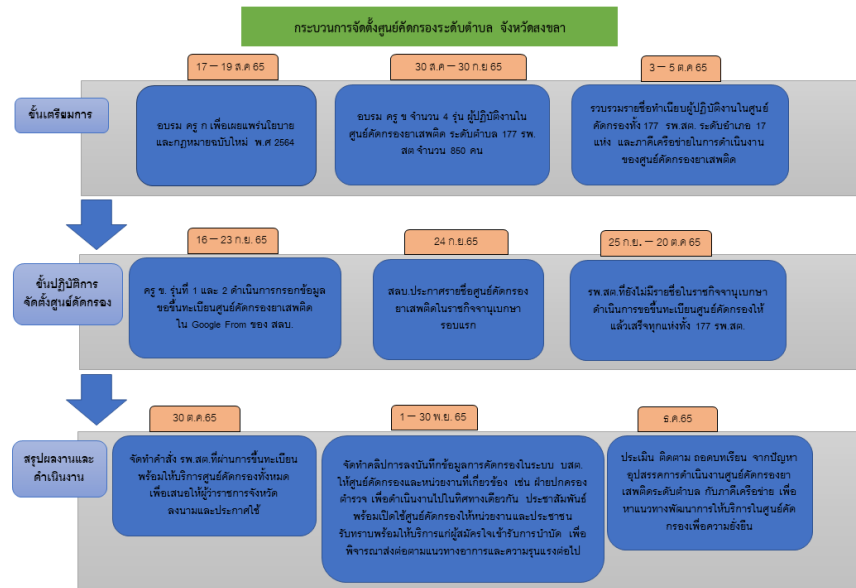 กระบวนการจัดตั้งศูนย์คัดกรองระดับตำบล จังหวัดสงขลา
17 – 19 ส.ค 65
30 ส.ค – 30 ก.ย 65
3 – 5 ต.ค 65
ขั้นเตรียมการ
อบรม ครู ก เพื่อเผยแพร่นโยบาย
และกฎหมายฉบับใหม่ พ.ศ 2564
อบรม ครู ข จำนวน 4 รุ่น ผู้ปฏิบัติงานใน
ศูนย์คัดกรองยาเสพติด ระดับตำบล 177 รพ.
สต จำนวน 850 คน
รวบรวมรายชื่อทำเนียบผู้ปฏิบัติงานในศูนย์
คัดกรองทั้ง 177 รพ.สต. ระดับอำเภอ 17
แห่ง และภาคีเครือข่ายในการดำเนินงาน
ของศูนย์คัดกรองยาเสพติด
16 – 23 ก.ย. 65
24 ก.ย.65
25 ก.ย. – 20 ต.ค 65
ขั้นปฏิบัติการ
จัดตั้งศูนย์คัดกรอง
ครู ข. รุ่นที่ 1 และ 2 ดำเนินการกรอกข้อมูล
ขอขึ้นทะเบียนศูนย์คัดกรองยาเสพติด
ใน Google From ของ สลบ.
สลบ.ประกาศรายชื่อศูนย์คัดกรอง
ยาเสพติดในราชกิจจานุเบกษา
รอบแรก
รพ.สต.ที่ยังไม่มีรายชื่อในราชกิจจานุเบกษา
ดำเนินการขอขึ้นทะเบียนศูนย์คัดกรองให้
แล้วเสร็จทุกแห่งทั้ง 177 รพ.สต.
30 ต.ค.65
1 – 30 พ.ย. 65
ธ.ค.65
สรุปผลงานและ
ดำเนินงาน
จัดทำคำสั่ง รพ.สต.ที่ผ่านการขึ้นทะเบียน
พร้อมให้บริการศูนย์คัดกรองทั้งหมด
เพื่อเสนอให้ผู้ว่าราชการจังหวัด
ลงนามและประกาศใช้
จัดทำคลิปการลงบันทึกข้อมูลการคัดกรองในระบบ บสต.
ให้ศูนย์คัดกรองและหน่วยงานที่เกี่ยวข้อง เช่น ฝ่ายปกครอง
ตำรวจ เพื่อดำเนินงานไปในทิศทางเดียวกัน ประชาสัมพันธ์
พร้อมเปิดใช้ศูนย์คัดกรองให้หน่วยงานและประชาชน
รับทราบพร้อมให้บริการแก่ผู้สมัครใจเข้ารับการบำบัด เพื่อ
พิจารณาส่งต่อตามแนวทางอาการและความรุนแรงต่อไป
ประเมิน ติดตาม ถอดบทเรียน จากปัญหา
อุปสรรคการดำเนินงานศูนย์คัดกรองยา
เสพติดระดับตำบล กับภาคีเครือข่าย เพื่อ
หาแนวทางพัฒนาการให้บริการในศูนย์คัด
กรองเพื่อความยั่งยืน